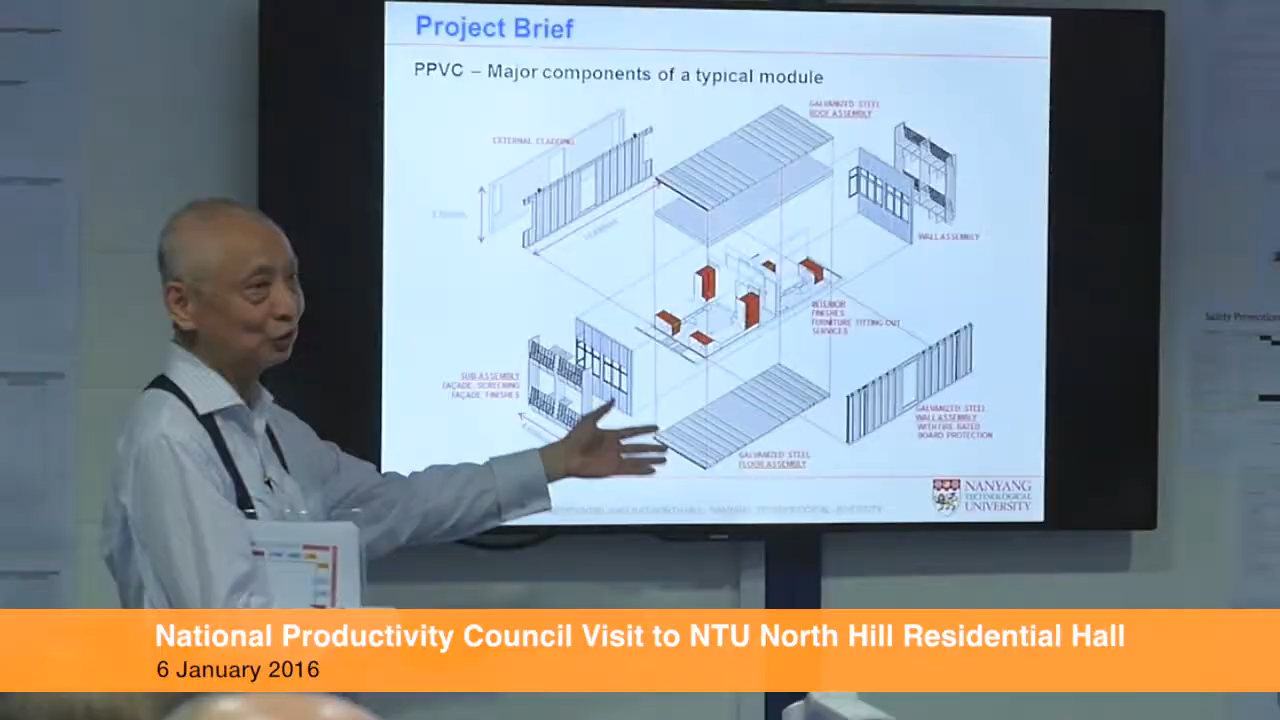 Project Brief
PPVC – Major components of a typical module
GALVANIZED STEEL
ROOF ASSEMBLY
EXTERNAL CLADDING
WALL ASSEMBLY
INTERIOR
FINISHES
FURNITURE FITTING OUT
SERVICES
SUB ASSEMBLY
FAÇADE SCREENING
FAÇADE FINISHES
GALVANIZED STEEL
WALL ASSEMBLY
WITH FIRE RATED
BOARD PROTECTION
GALVANIZED STEEL
FLOOR ASSEMBLY
NANYANG
TECHNOLOGICAL
UNIVERSITY
Safety Promotion
National Productivity Council Visit to NTU North Hill Residential Hall
6 January 2016